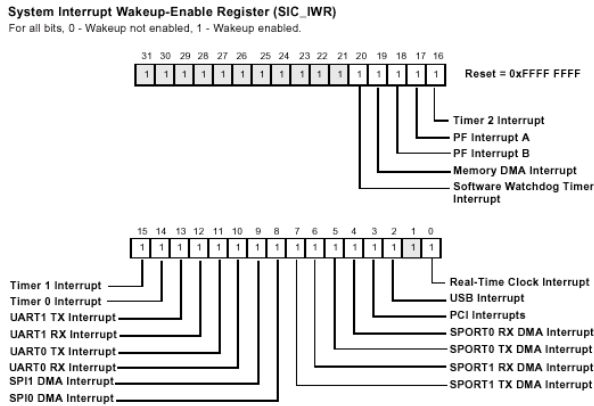 System Interrupt Wakeup-Enable Register (SIC_IWR)
For all bits, 0 - Wakeup not enabled, 1 - Wakeup enabled.
31 30 29 28 27 26 25 24 23 22 21 20 19 18 17 16
1 1 1 1 1 1 1 1 1 1 1 1 1 1 1 1 Reset = 0xFFFF FFFF
Timer 2 Interrupt
PF Interrupt A
PF Interrupt B
Memory DMA Interrupt
Software Watchdog Timer
Interrupt
15 14 13 12 11 10 9 8 7 6 5 4 3 2 1 0
1 1 1 1 1 1 1 1 1 1 1 1 1 1 1 1
Timer 1 Interrupt
Timer 0 Interrupt
UART1 TX Interrupt
UART1 RX Interrupt
UART0 TX Interrupt
UART0 RX Interrupt
SPI1 DMA Interrupt
SPI0 DMA Interrupt
Real-Time Clock Interrupt
USB Interrupt
PCI Interrupts
SPORT0 RX DMA Interrupt
SPORT0 TX DMA Interrupt
SPORT1 RX DMA Interrupt
SPORT1 TX DMA Interrupt